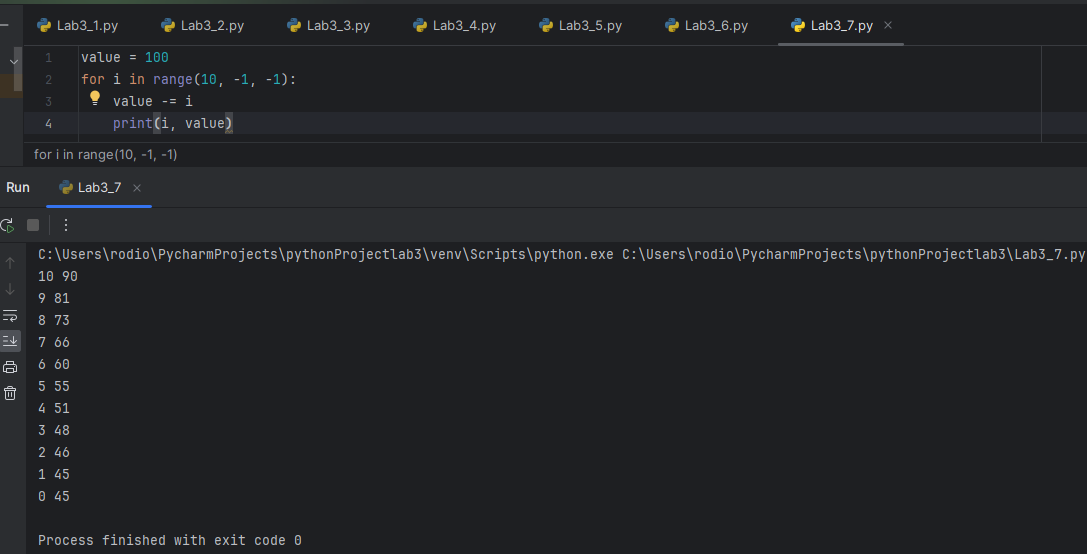 Lab3_1.py Lab3_2.py Lab3_3.py Lab3_4.py Lab3_5.py Lab3_6.py Lab3_7.py
1 value = 100
2 for i in range(10, -1, -1):
3 value -= i
4 print(i, value)
for i in range(10, -1, -1)
Run Lab3_7
C:\Users\rodio\PycharmProjects\pythonProjectlab3\venv\Scripts\python.exe C:\Users\rodio\PycharmProjects\pythonProjectlab3\Lab3_7.py
10 90
9 81
8 73
7 66
6 60
5 55
4 51
3 48
2 46
1 45
0 45
Process finished with exit code 0